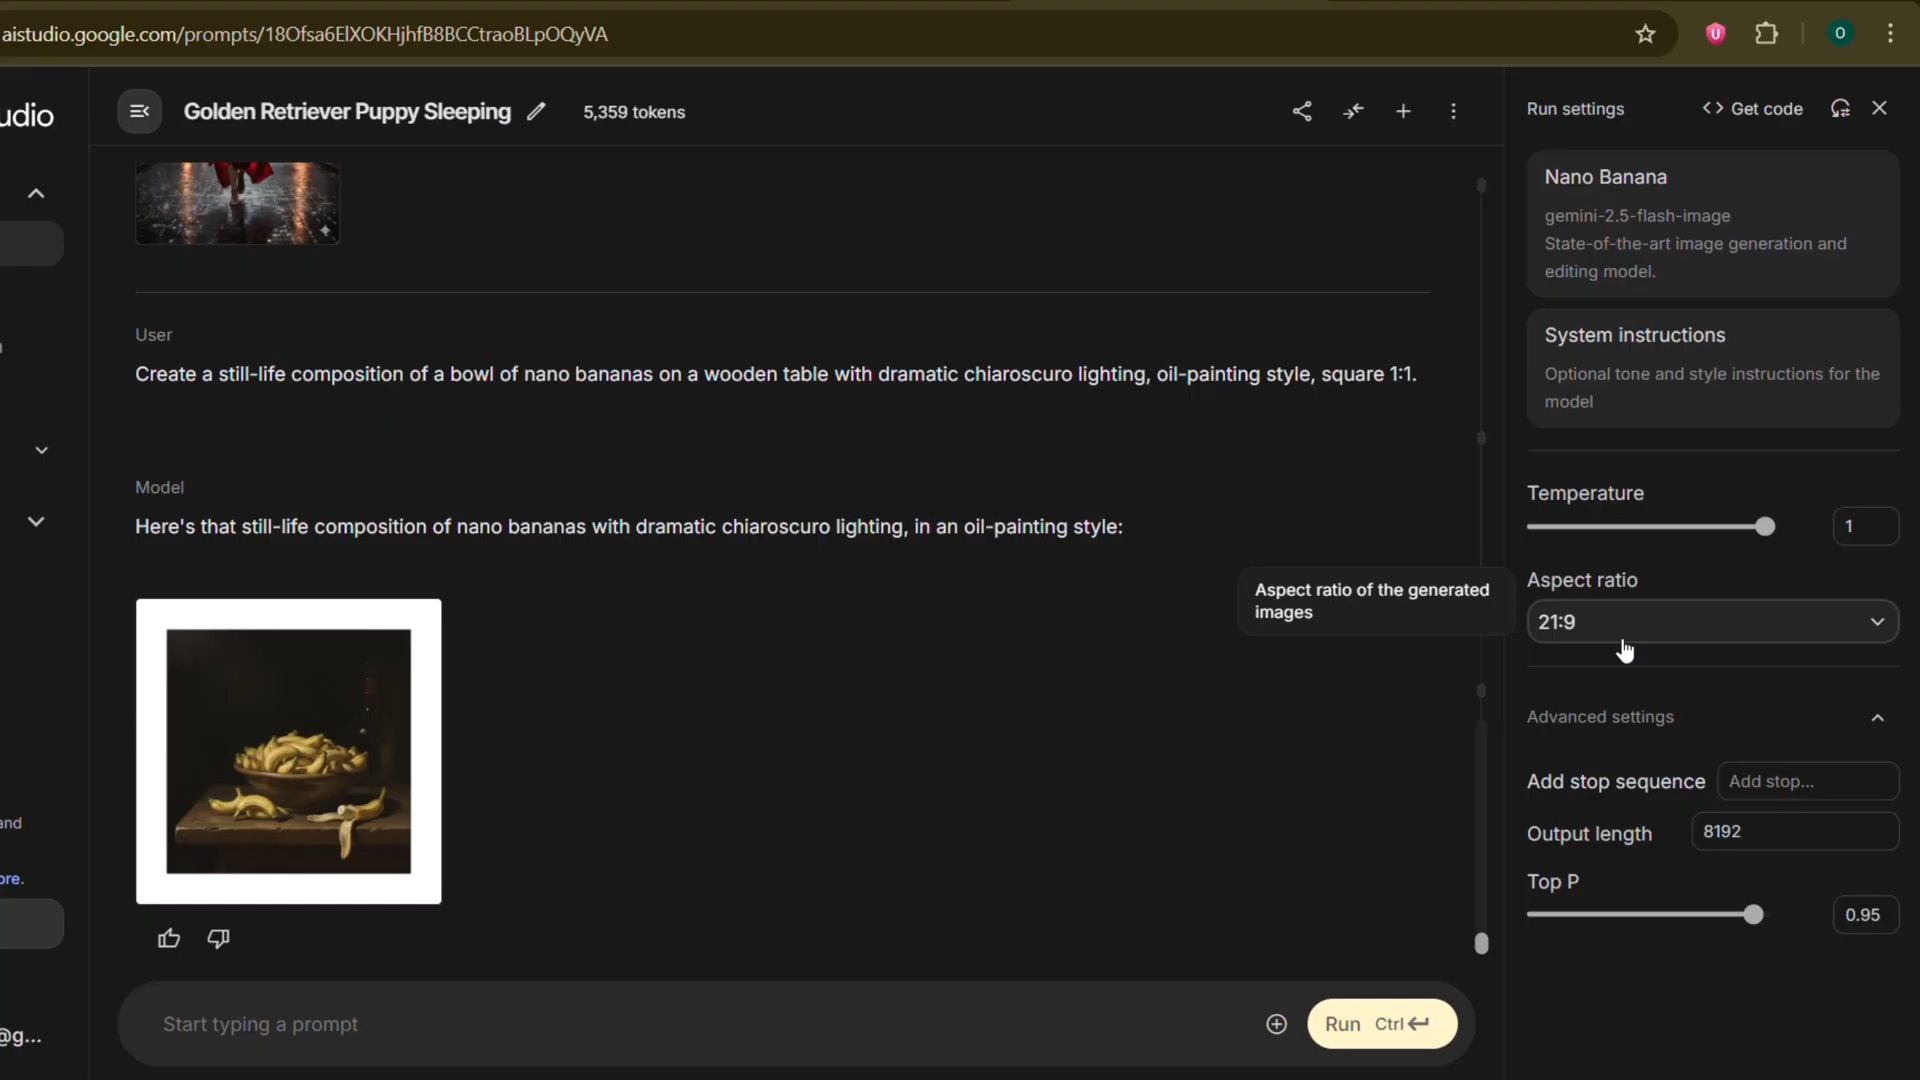 aistudio.google.com/prompts/18Ofsa6ElXOKHjhfB8BCCtraoBLpOQyVA
U
O
udio
Golden Retriever Puppy Sleeping
5,359 tokens
Run settings
<> Get code
Nano Banana
gemini-2.5-flash-image
State-of-the-art image generation and
editing model.
User
Create a still-life composition of a bowl of nano bananas on a wooden table with dramatic chiaroscuro lighting, oil-painting style, square 1:1.
System instructions
Optional tone and style instructions for the
model
Model
Here's that still-life composition of nano bananas with dramatic chiaroscuro lighting, in an oil-painting style:
Temperature
1
Aspect ratio of the generated
images
Aspect ratio
21:9
Advanced settings
Add stop sequence
Add stop...
Output length
8192
Top P
0.95
and
ore.
@g...
Start typing a prompt
Run Ctrl